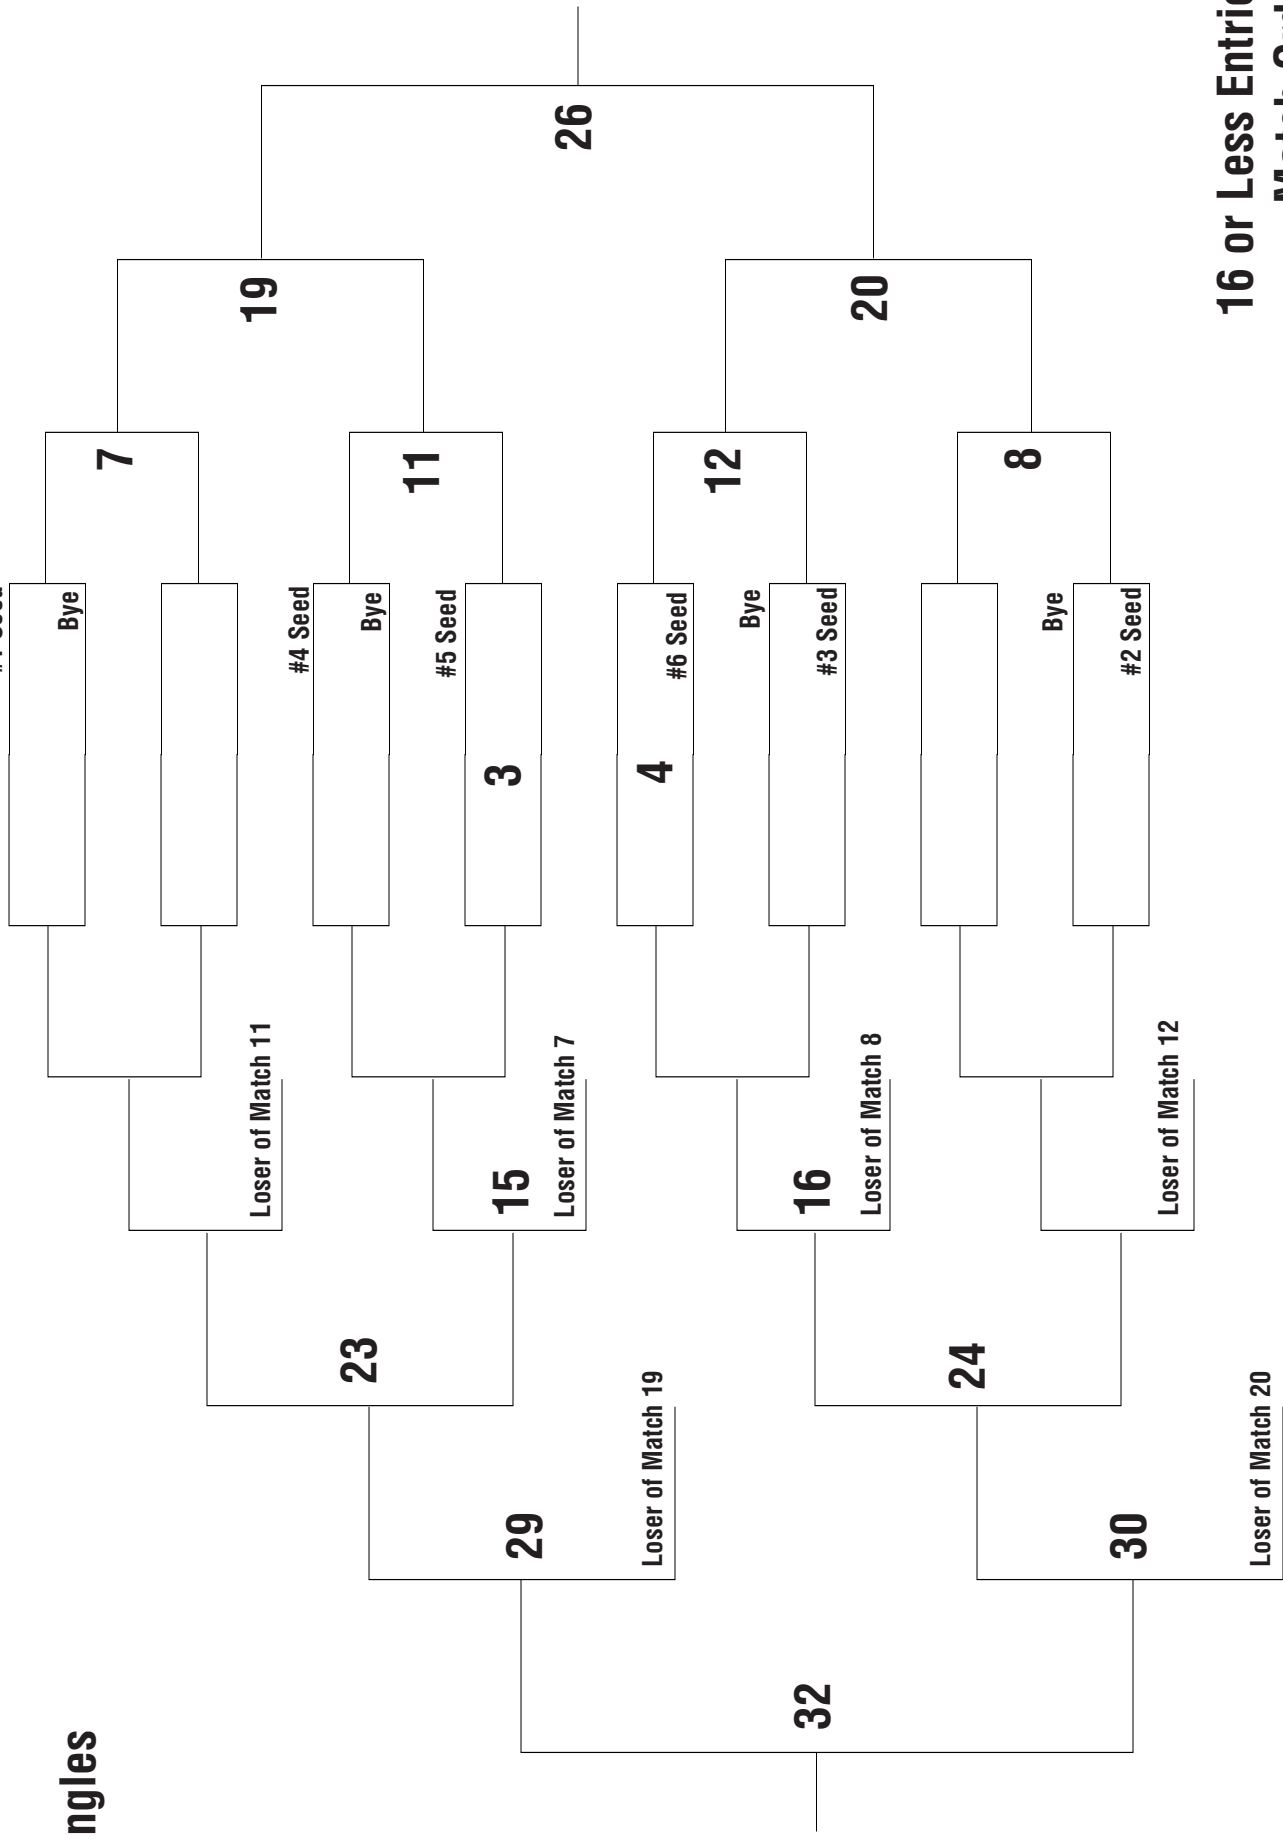 ngles
Bye
7
Loser of Match 11
19
#4 Seed
23
Bye
11
#5 Seed
15
3
29
Loser of Match 7
26
Loser of Match 19
4
#6 Seed
12
Bye
32
16
#3 Seed
Loser of Match 8
20
24
8
Bye
30
#2 Seed
Loser of Match 12
16 or Less Entrie
Loser of Match 20
Match